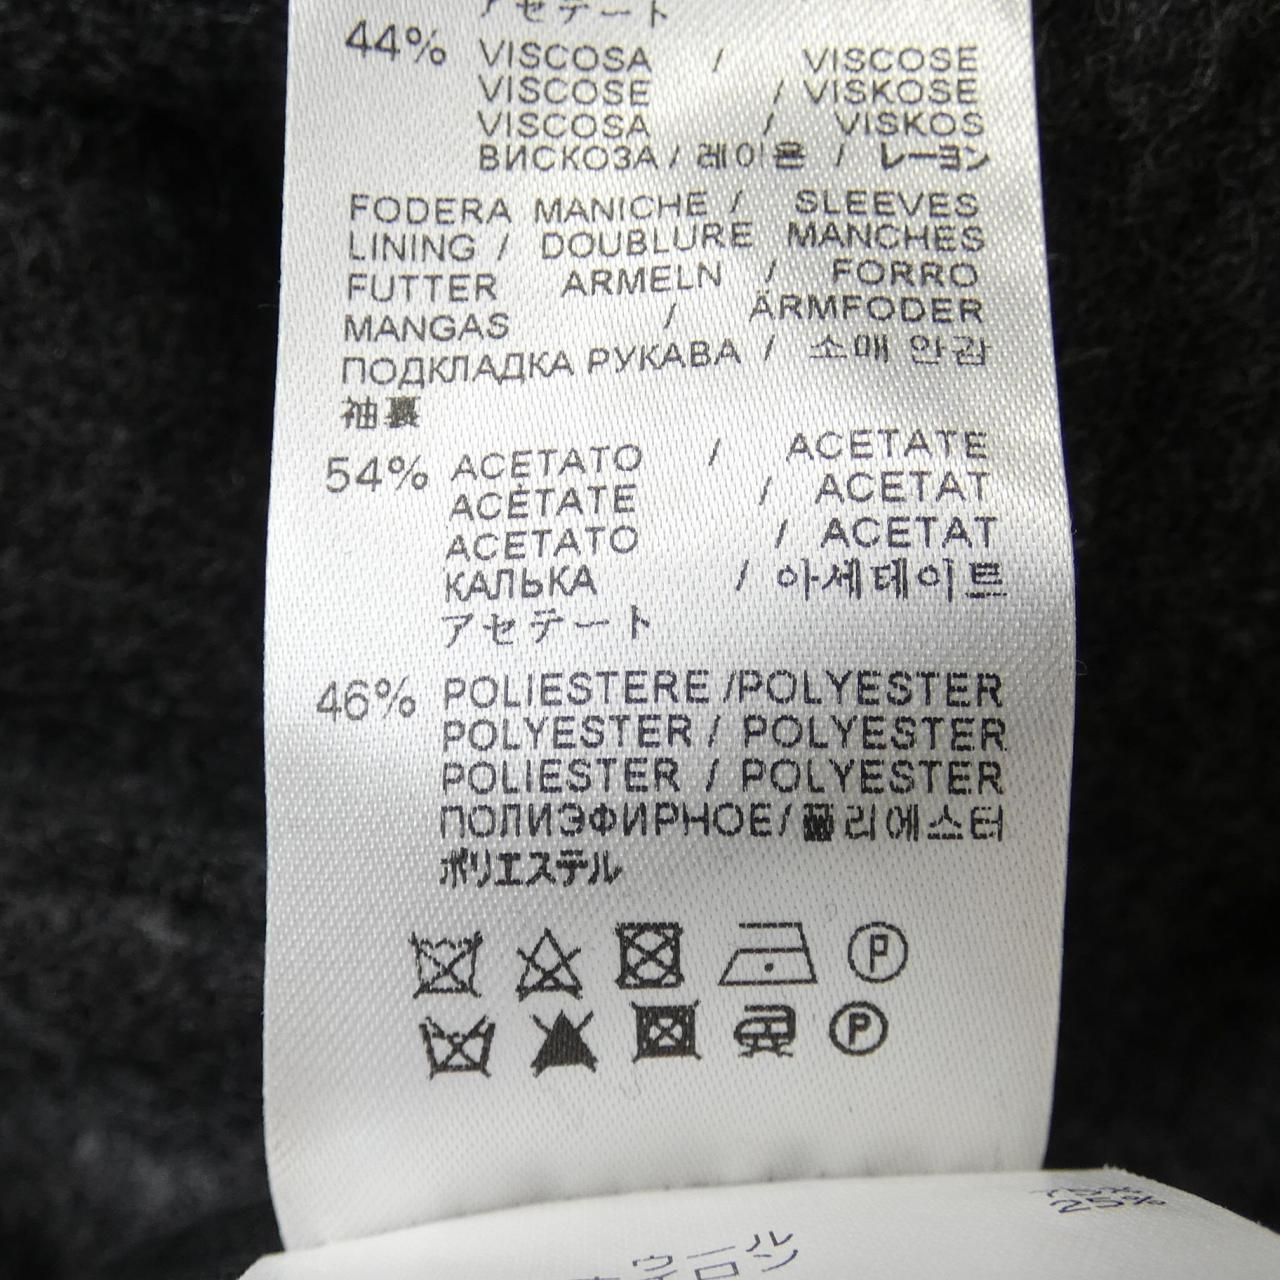 アセテート
44% VISCOSA / VISCOSE
VISCOSE / VISKOSE
VISCOSA / VISKOS
ВИСКОЗА / 레이온 / レーヨン
FODERA MANICHE / SLEEVES
LINING / DOUBLURE MANCHES
FUTTER ARMELN / FORRO
MANGAS / ÄRMFODER
ПОДКЛАДКА РУКАВА / 소매 안감
袖裏
54% ACETATO / ACETATE
ACÉTATE / ACETAT
ACETATO / ACETAT
КАЛЬКА / 아세테이트
アセテート
46% POLIESTERE /POLYESTER
POLYESTER / POLYESTER
POLIESTER / POLYESTER
ПОЛИЭФИРНОЕ/ 폴리에스터
ポリエステル
P
P
25%
ウール